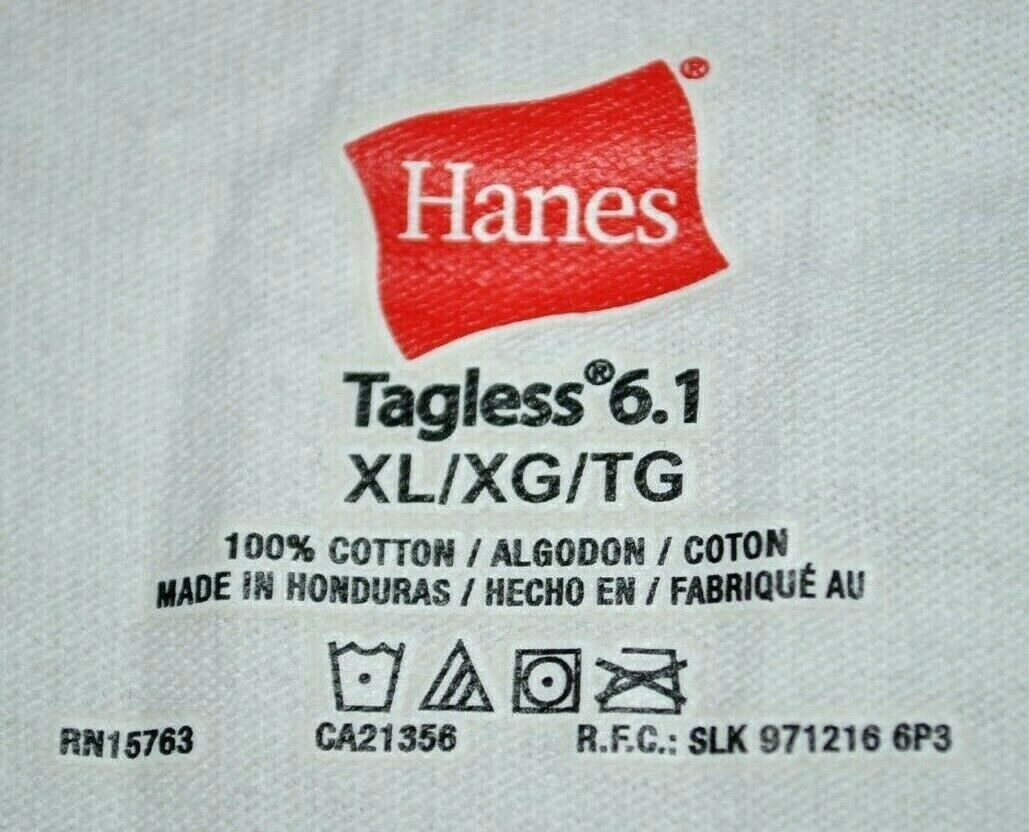 Hanes®
Tagless®6.1
XL/XG/TG
100% COTTON / ALGODON / COTON
MADE IN HONDURAS / HECHO EN / FABRIQUÉ AU
RN15763 CA21356 R.F.C.: SLK 971216 6P3